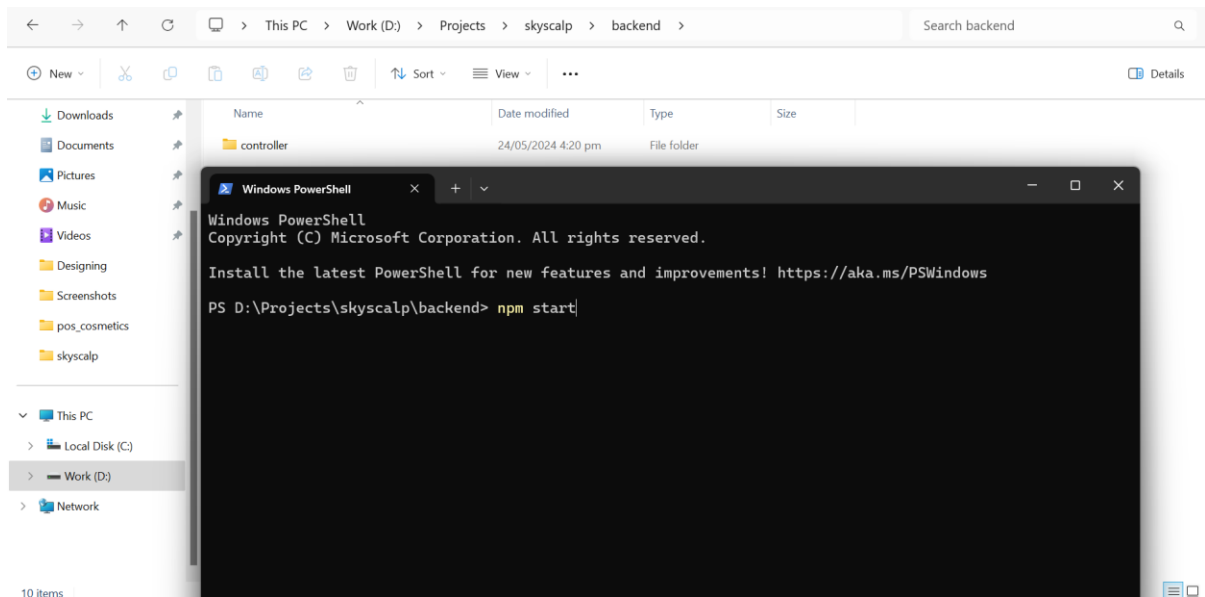 This PC > Work (D:) > Projects > skyscalp > backend >
Search backend
New
Sort
View
...
Details
Downloads
Documents
Pictures
Music
Videos
Designing
Screenshots
pos_cosmetics
skyscalp
This PC
Local Disk (C:)
Work (D:)
Network
Name Date modified Type Size
controller 24/05/2024 4:20 pm File folder
Windows PowerShell
Windows PowerShell
Copyright (C) Microsoft Corporation. All rights reserved.
Install the latest PowerShell for new features and improvements! https://aka.ms/PSWindows
PS D:\Projects\skyscalp\backend> npm start
10 items